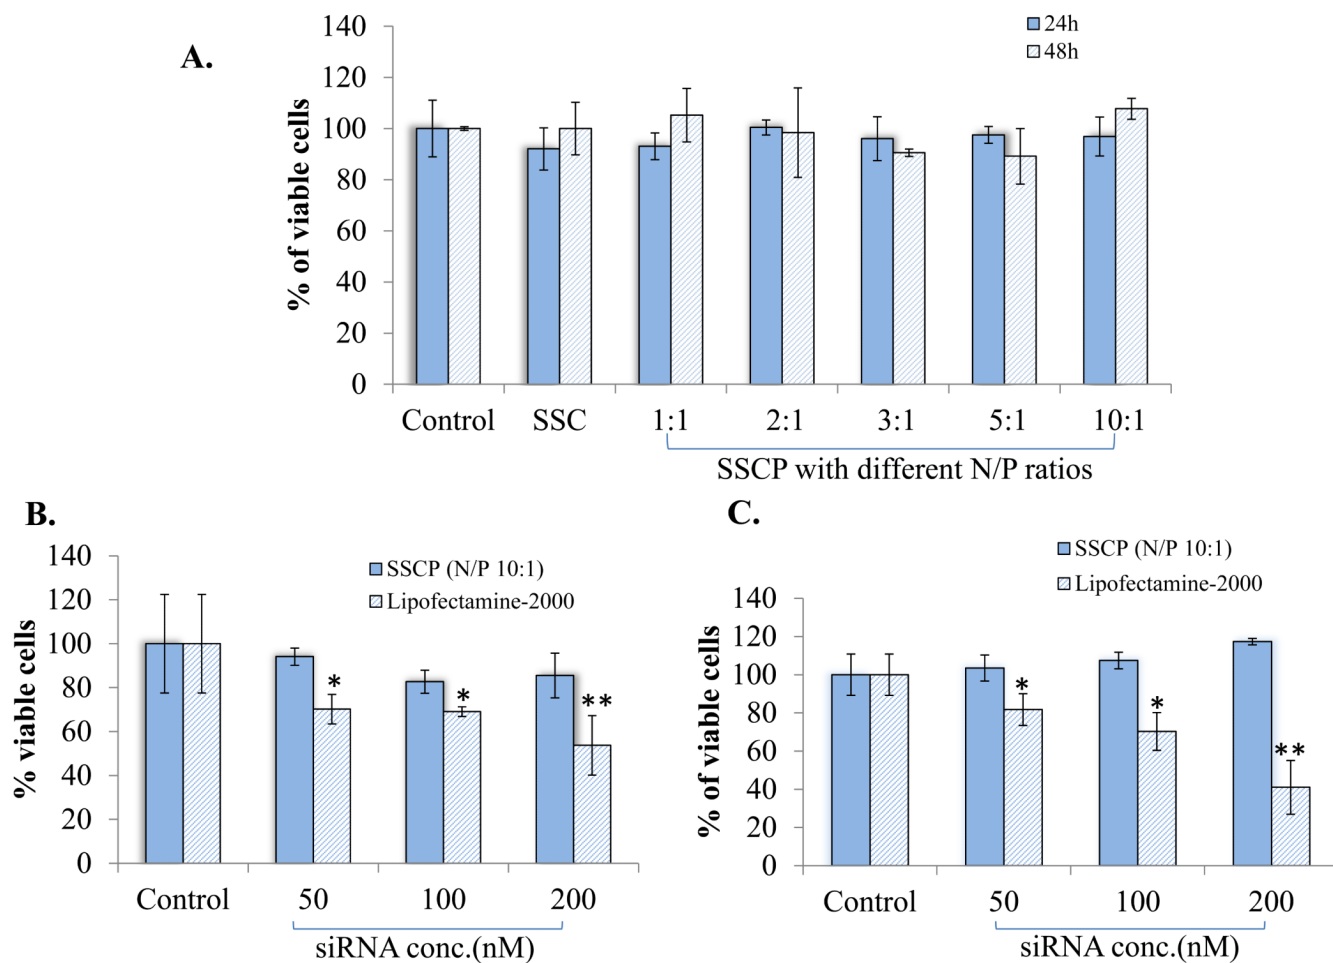 A.
24h
48h
% of viable cells
140
120
100
80
60
40
20
0
Control SSC 1:1 2:1 3:1 5:1 10:1
SSCP with different N/P ratios
B.
SSCP (N/P 10:1)
Lipofectamine-2000
% viable cells
140
120
100
80
60
40
20
0
*
*
**
Control 50 100 200
siRNA conc.(nM)
C.
SSCP (N/P 10:1)
Lipofectamine-2000
% of viable cells
140
120
100
80
60
40
20
0
*
*
**
Control 50 100 200
siRNA conc.(nM)